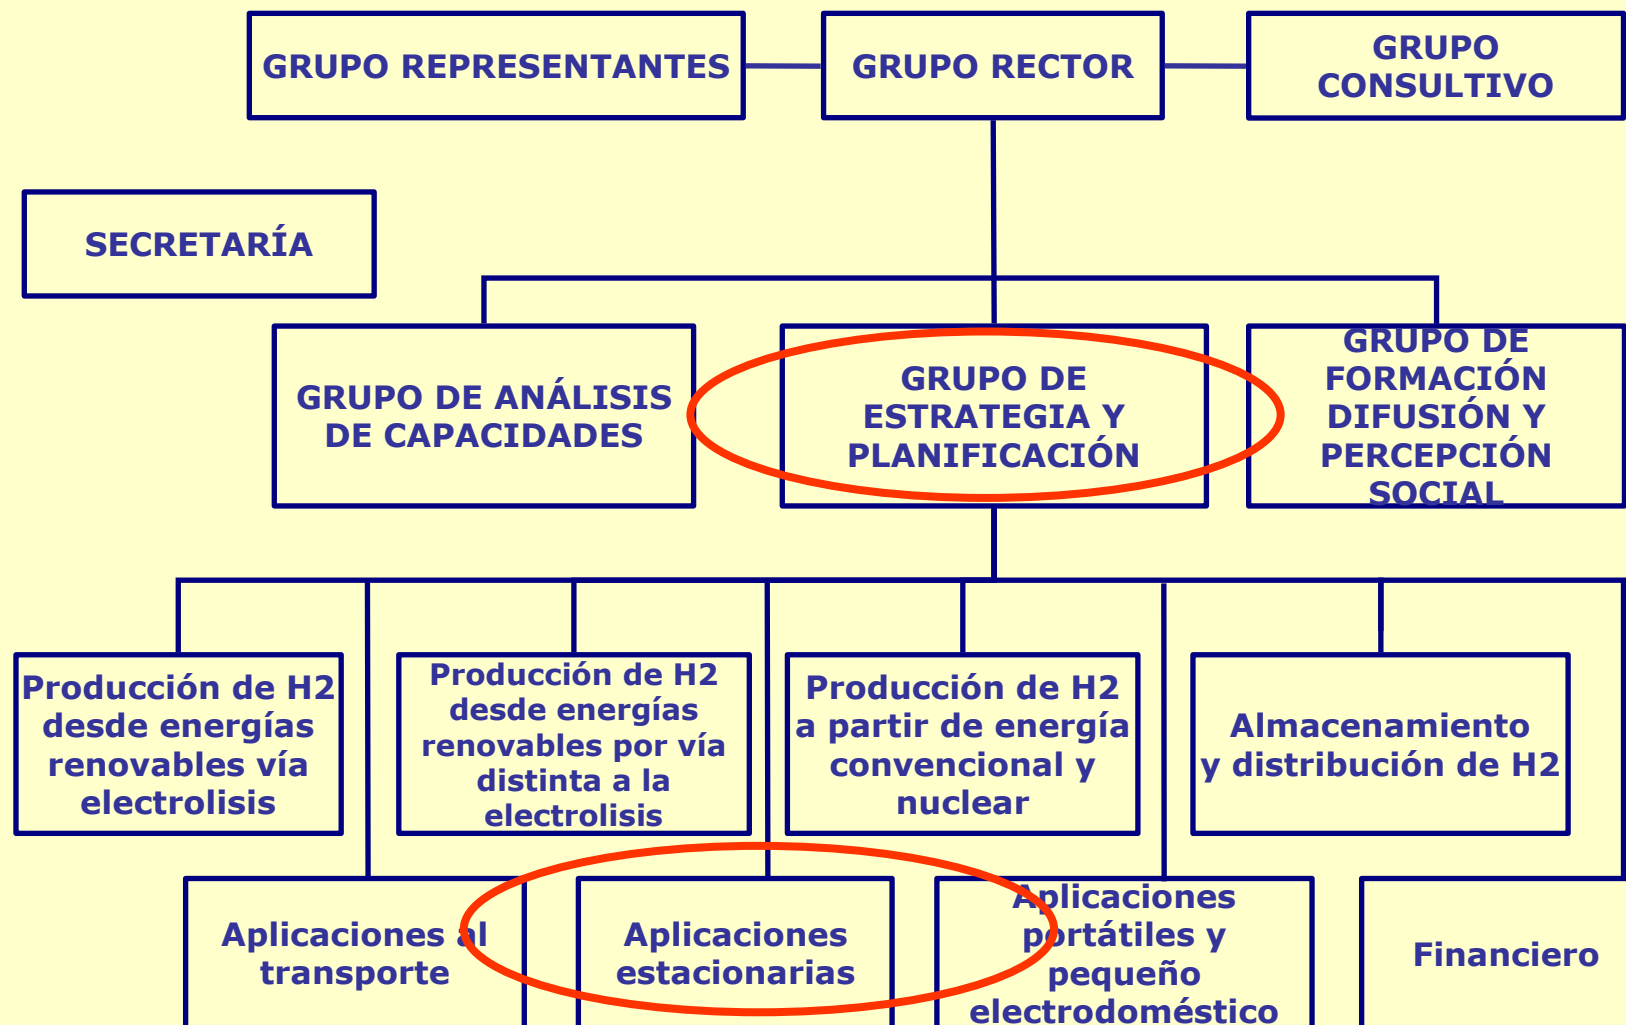 GRUPO REPRESENTANTES
GRUPO RECTOR
GRUPO
CONSULTIVO
SECRETARÍA
GRUPO DE ANÁLISIS
DE CAPACIDADES
GRUPO DE
ESTRATEGIA Y
PLANIFICACIÓN
GRUPO DE
FORMACIÓN
DIFUSIÓN Y
PERCEPCIÓN
SOCIAL
Producción de H2
desde energías
renovables vía
electrolisis
Producción de H2
desde energías
renovables por vía
distinta a la
electrolisis
Producción de H2
a partir de energía
convencional y
nuclear
Almacenamiento
y distribución de H2
Aplicaciones al
transporte
Aplicaciones
estacionarias
Aplicaciones
portátiles y
pequeño
electrodoméstico
Financiero